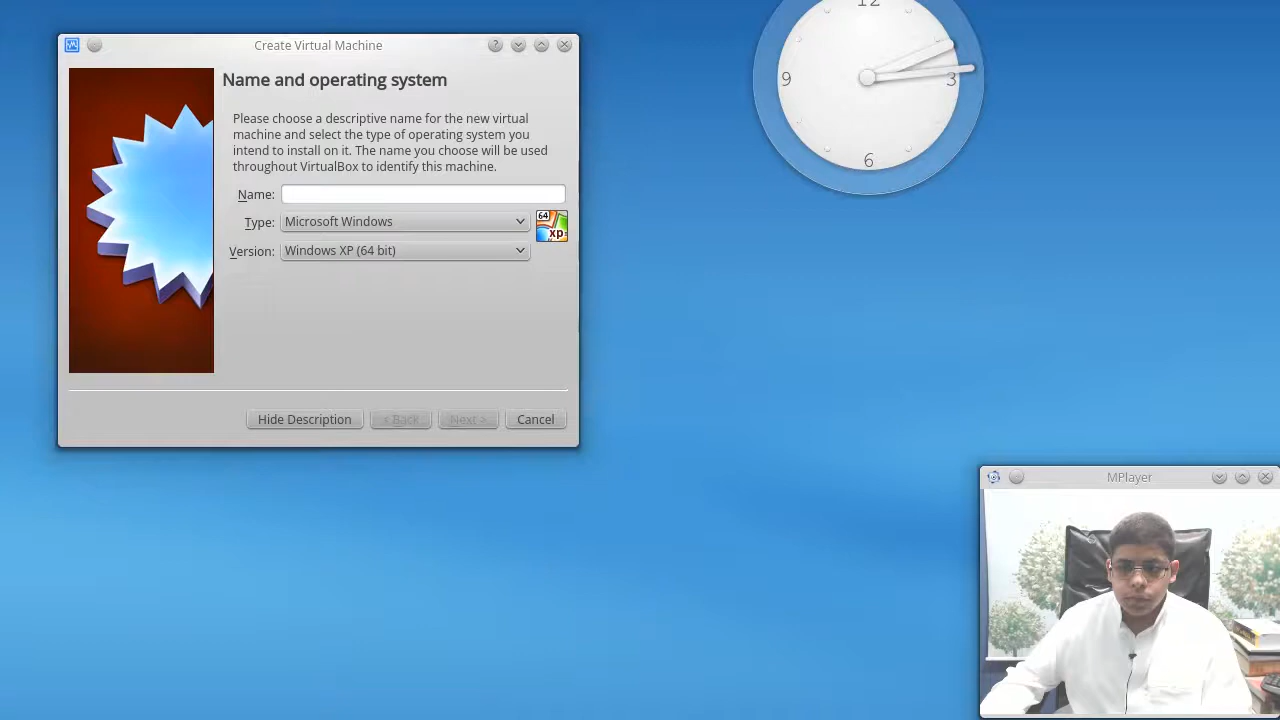 Create Virtual Machine
?
Name and operating system
Please choose a descriptive name for the new virtual
machine and select the type of operating system you
intend to install on it. The name you choose will be used
throughout VirtualBox to identify this machine.
Name:
Type: Microsoft Windows
64
xp
Version: Windows XP (64 bit)
Hide Description < Back Next > Cancel
12
9 3
6
MPlayer